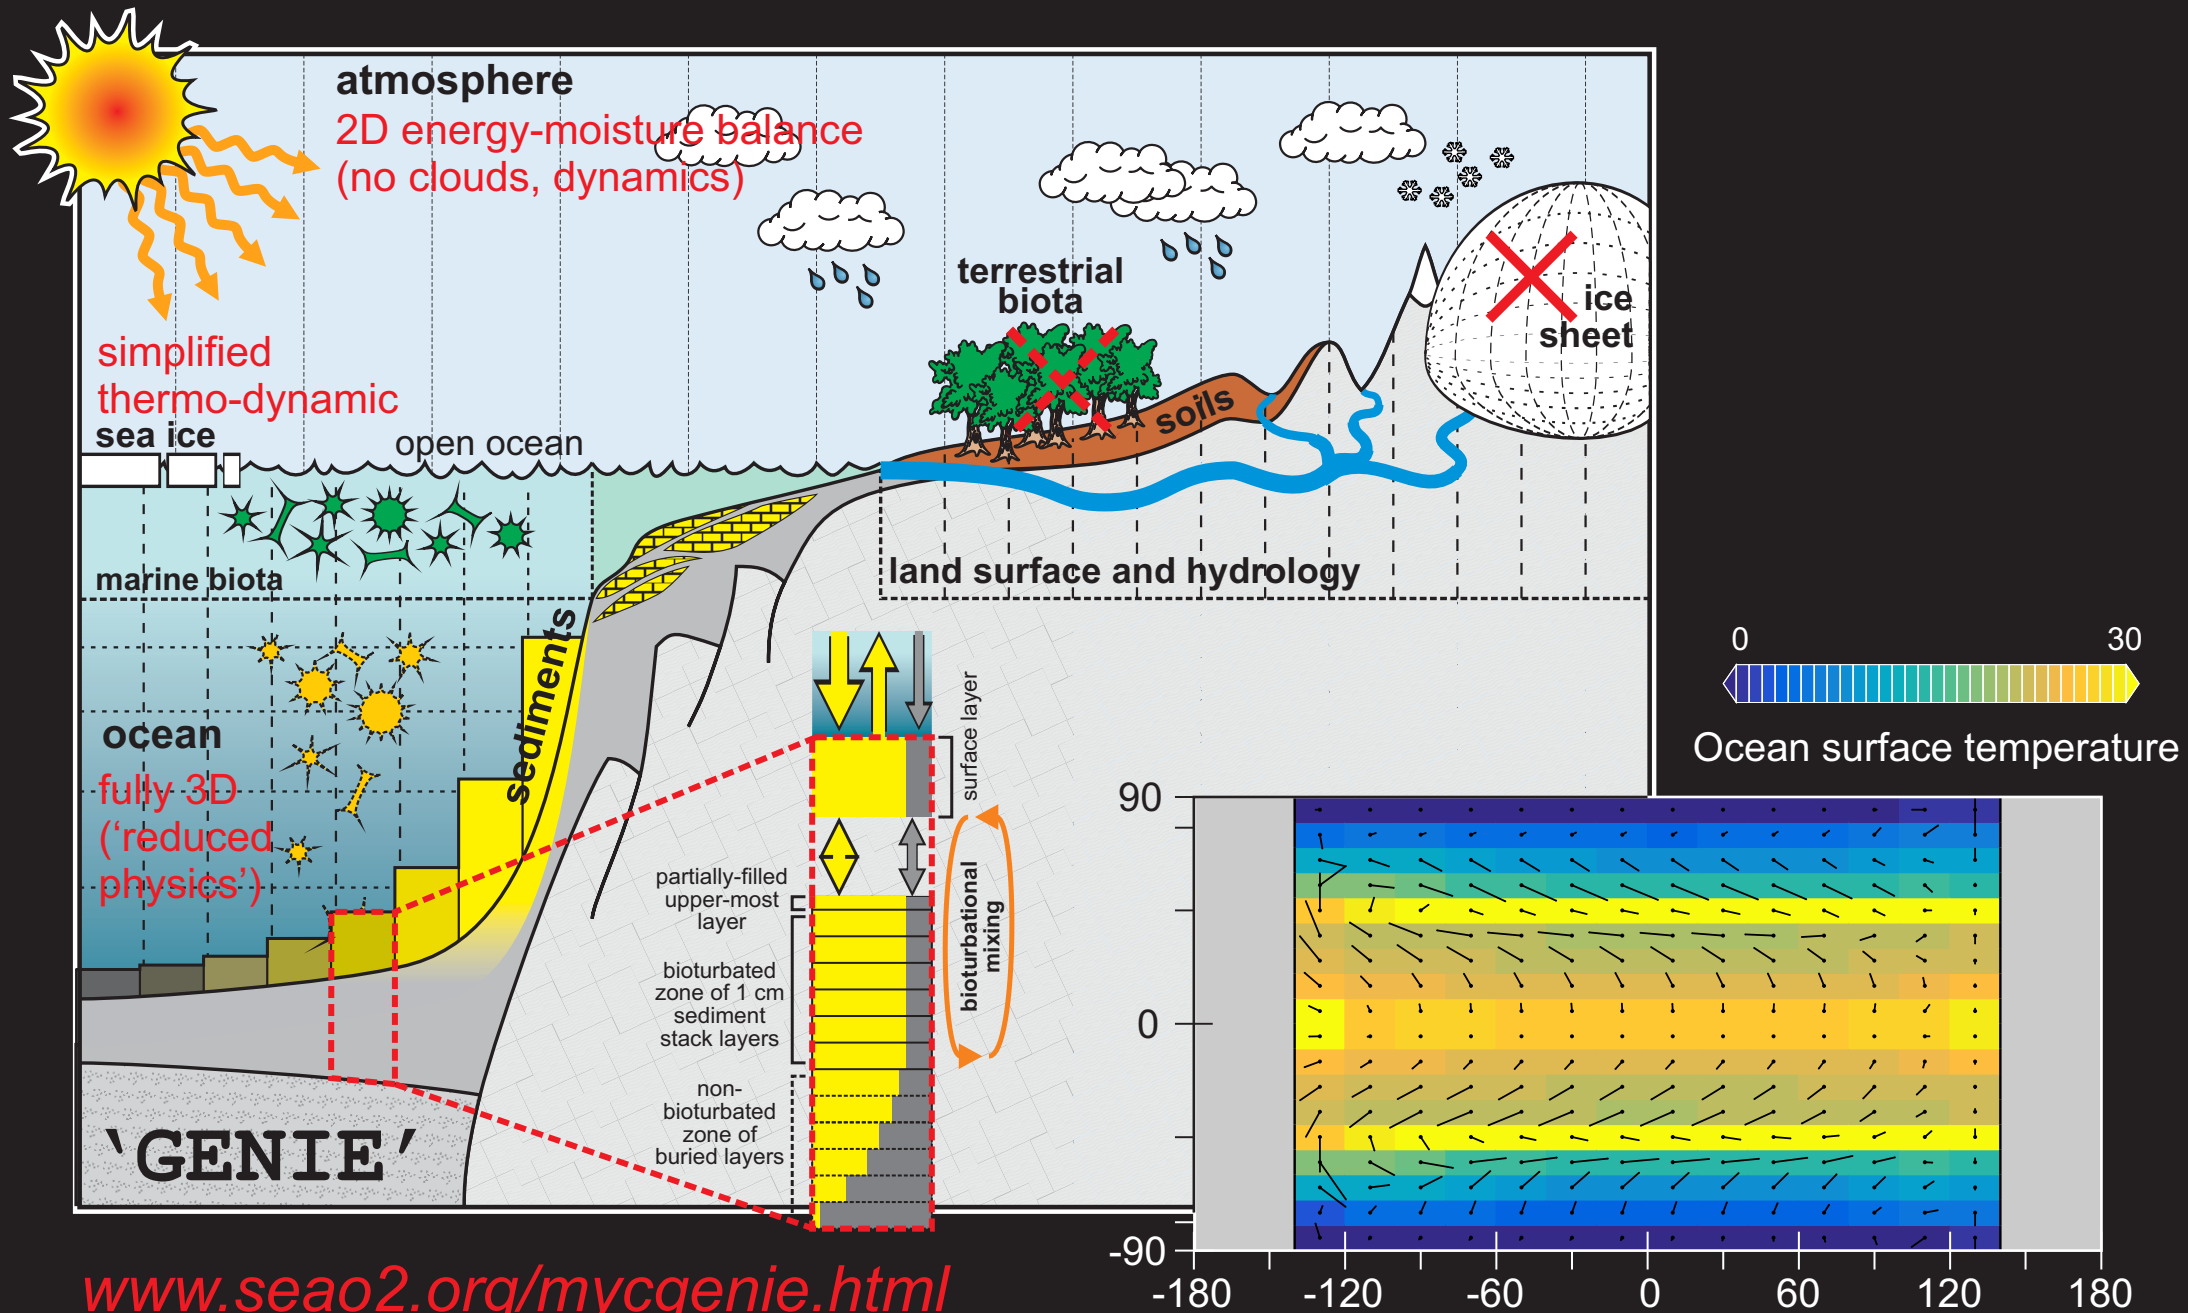 atmosphere
2D energy-moisture balance
(no clouds, dynamics)
terrestrial
biota
ice
sheet
simplified
thermo-dynamic
sea ice
open ocean
soils
marine biota
land surface and hydrology
sediments
ocean
fully 3D
(‘reduced
physics’)
surface layer
partially-filled
upper-most
layer
bioturbational
mixing
bioturbated
zone of 1 cm
sediment
stack layers
non-
bioturbated
zone of
buried layers
‘GENIE’
www.seao2.org/mycgenie.html
0 30
Ocean surface temperature
90
0
-90
-180 -120 -60 0 60 120 180